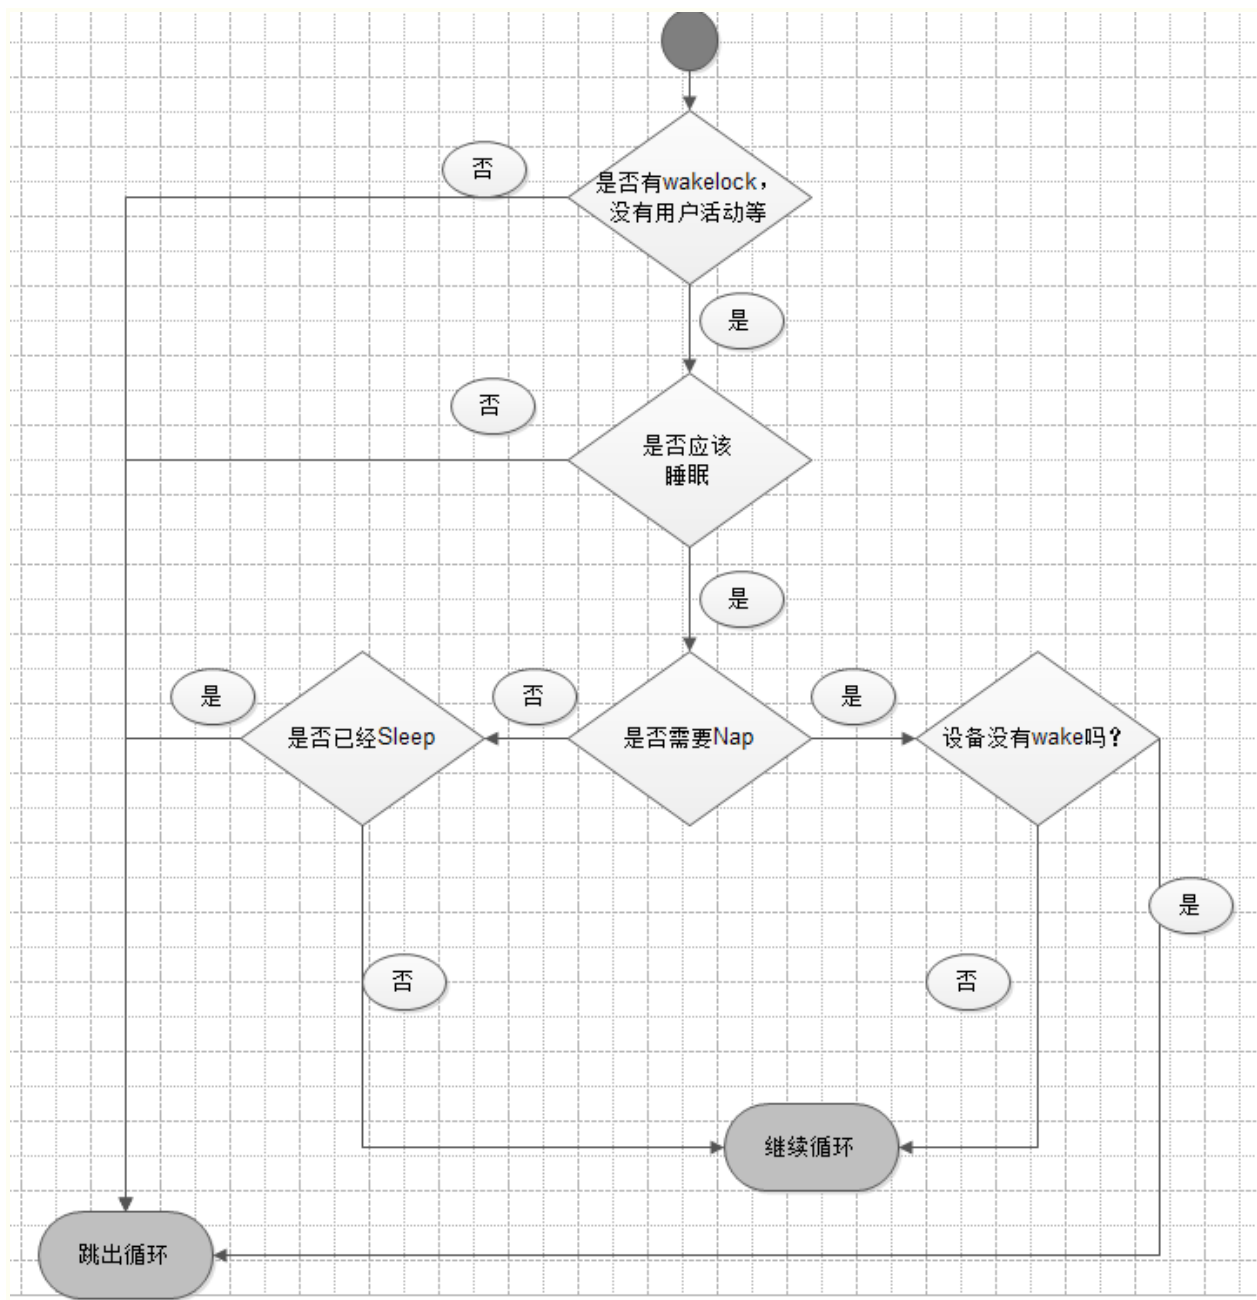 否
是否有wakelock，
没有用户活动等
是
否
是否应该
睡眠
是
是
否
是
是否已经Sleep
是否需要Nap
设备没有wake吗？
是
否
否
继续循环
跳出循环